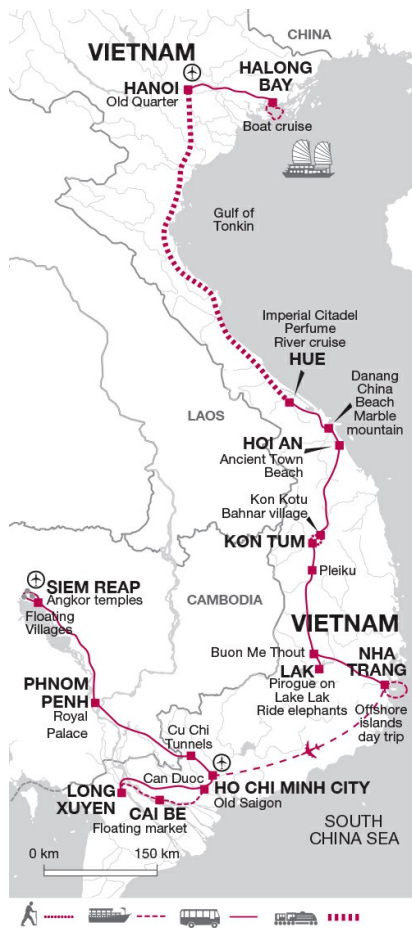 CHINA
VIETNAM
HANOI
Old Quarter
HALONG
BAY
Boat cruise
Gulf of
Tonkin
Imperial Citadel
Perfume
River cruise
HUE
Danang
China
Beach
Marble
mountain
LAOS
HOI AN
Ancient Town
Beach
Kon Kotu
Bahnar village
KON TUM
Pleiku
SIEM REAP
Angkor temples
Floating
Villages
CAMBODIA
VIETNAM
Buon Me Thout
NHA
TRANG
LAK
Pirogue on
Lake Lak
Ride elephants
Offshore
islands
day trip
PHNOM
PENH
Royal
Palace
Cu Chi
Tunnels
Can Duoc
HO CHI MINH CITY
Old Saigon
LONG
XUYEN
CAI BE
Floating market
SOUTH
CHINA SEA
0 km
150 km